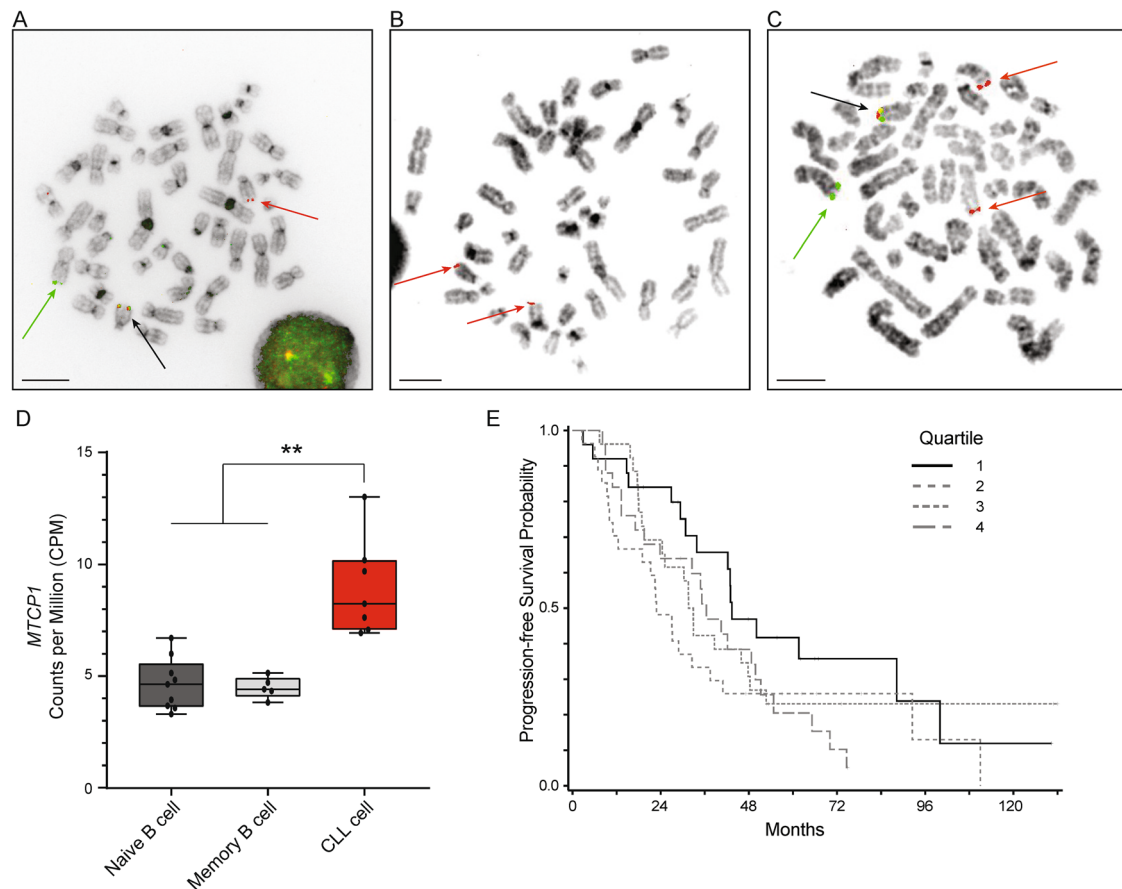 A
B
C
D
MTCP1
Counts per Million (CPM)
15
10
5
0
**
Naive B cell
Memory B cell
CLL cell
E
Progression-free Survival Probability
1.0
0.5
0.0
0
24
48
72
96
120
Months
Quartile
1
2
3
4